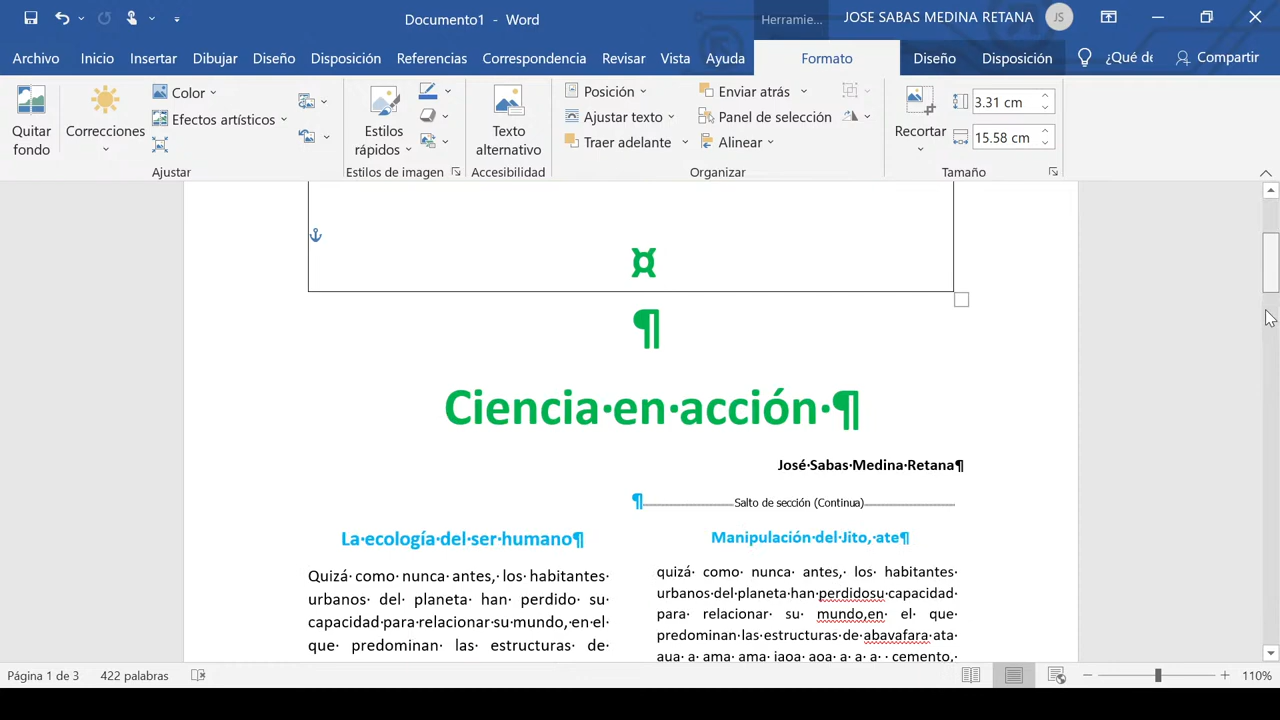 Documento1 - Word
Herramie...
JOSE SABAS MEDINA RETANA
JS
Archivo
Inicio
Insertar
Dibujar
Diseño
Disposición
Referencias
Correspondencia
Revisar
Vista
Ayuda
Formato
Diseño
Disposición
¿Qué de
Compartir
Quitar
fondo
Correcciones
Color
Efectos artísticos
Ajustar
Estilos
rápidos
Estilos de imagen
Texto
alternativo
Accesibilidad
Posición
Ajustar texto
Traer adelante
Enviar atrás
Panel de selección
Alinear
Organizar
Recortar
3.31 cm
15.58 cm
Tamaño
¤
¶
Ciencia·en·acción·¶
José·Sabas·Medina·Retana¶
¶ Salto de sección (Continua)
La·ecología·del·ser·humano¶
Quizá· como· nunca· antes,· los· habitantes·
urbanos· del· planeta· han· perdido· su·
capacidad·para·relacionar·su·mundo,·en·el·
que· predominan· las· estructuras· de·
Manipulación·del·Jito,·ate¶
quizá· como· nunca· antes,· los· habitantes·
urbanos·del·planeta·han·perdidosu·capacidad·
para· relacionar· su· mundo,en· el· que·
predominan·las·estructuras·de·abavafara·ata·
aua· a· ama· ama· iaoa· aoa· a· a· a· · cemento,·
Página 1 de 3
422 palabras
110%